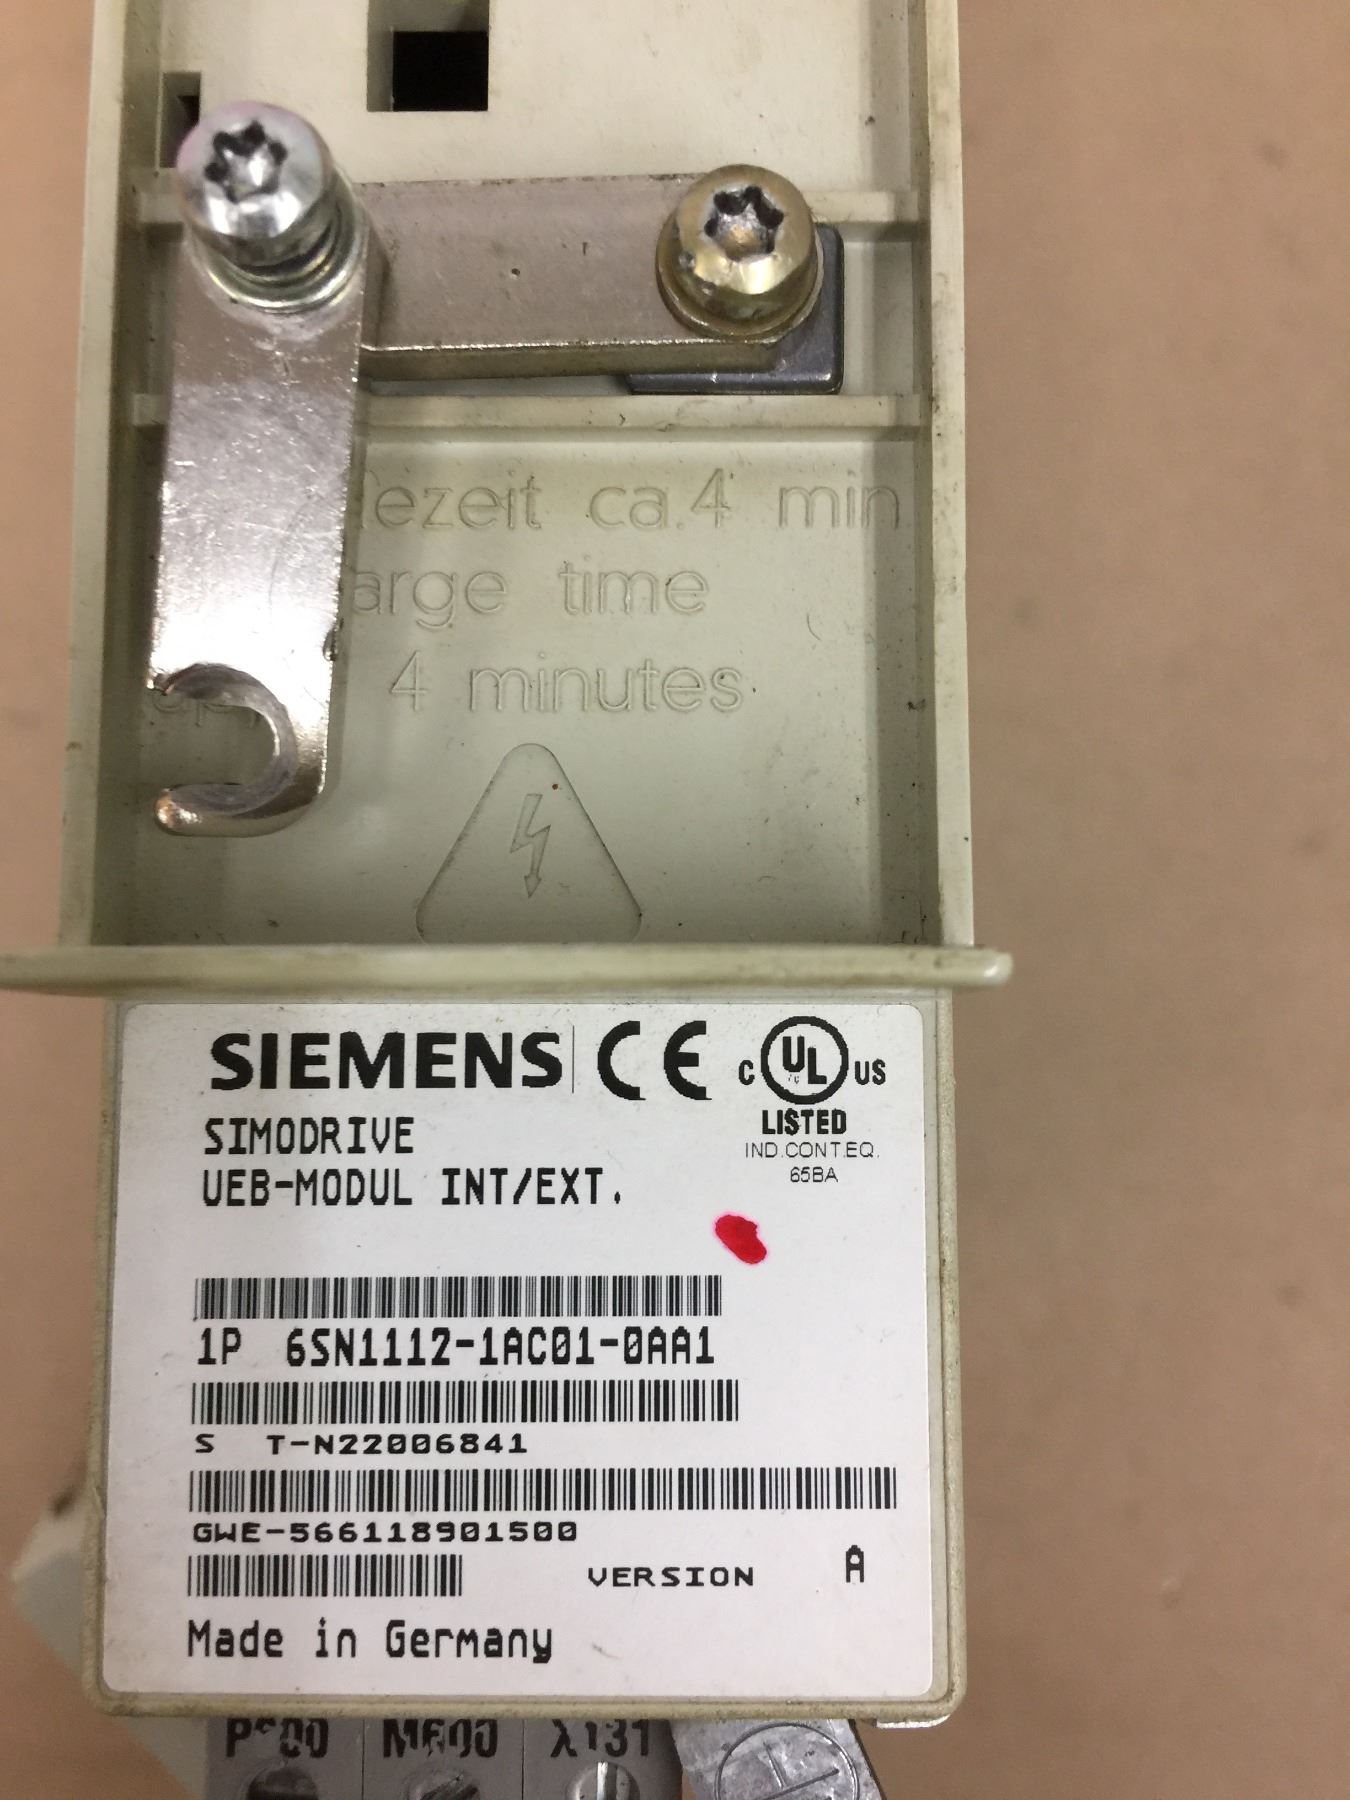 ezeit ca.4 min
arge time
4 minutes
SIEMENS CE C UL US
LISTED
IND.CONT.EQ.
65BA
SIMODRIVE
UEB-MODUL INT/EXT.
1P 6SN1112-1AC01-0AA1
S T-N22006841
GWE-566118901500
VERSION A
Made in Germany
P600 M600 X131